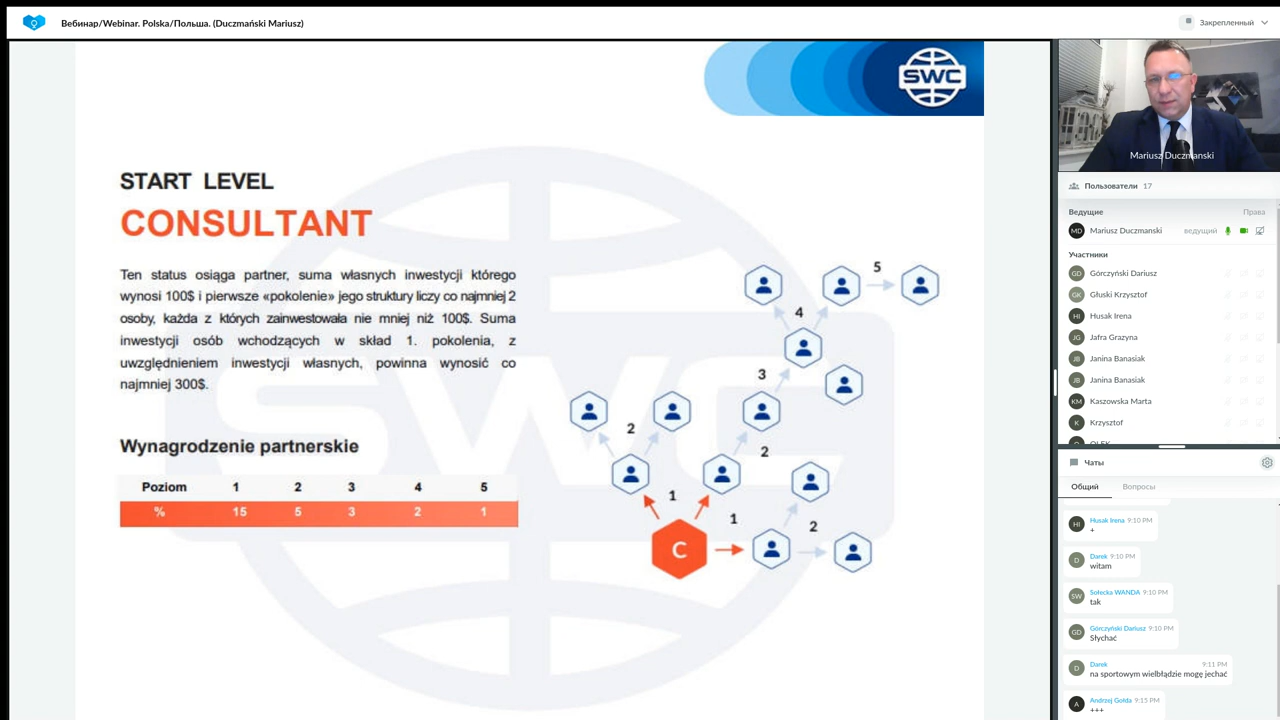 Вебинар/Webinar. Polska/Польша. (Duczmański Mariusz)
Закрепленный
SWC
START LEVEL
CONSULTANT
Ten status osiąga partner, suma własnych inwestycji którego
wynosi 100$ i pierwsze «pokolenie» jego struktury liczy co najmniej 2
osoby, każda z których zainwestowała nie mniej niż 100$. Suma
inwestycji osób wchodzących w skład 1. pokolenia, z
uwzględnieniem inwestycji własnych, powinna wynosić co
najmniej 300$.
Wynagrodzenie partnerskie
Poziom 1 2 3 4 5
% 15 5 3 2 1
5
4
3
2
2
1
1
2
C
SWC
Mariusz Duczmanski
Пользователи 17
Ведущие Права
MD Mariusz Duczmanski ведущий
Участники
GD Górczyński Dariusz
GK Głuski Krzysztof
HI Husak Irena
JG Jafra Grazyna
JB Janina Banasiak
JB Janina Banasiak
KM Kaszowska Marta
K Krzysztof
Чаты
Общий Вопросы
HI Husak Irena 9:10 PM
+
D Darek 9:10 PM
witam
SW Sołecka WANDA 9:10 PM
tak
GD Górczyński Dariusz 9:10 PM
Słychać
D Darek 9:11 PM
na sportowym wielbłądzie mogę jechać
A Andrzej Gołda 9:15 PM
+++